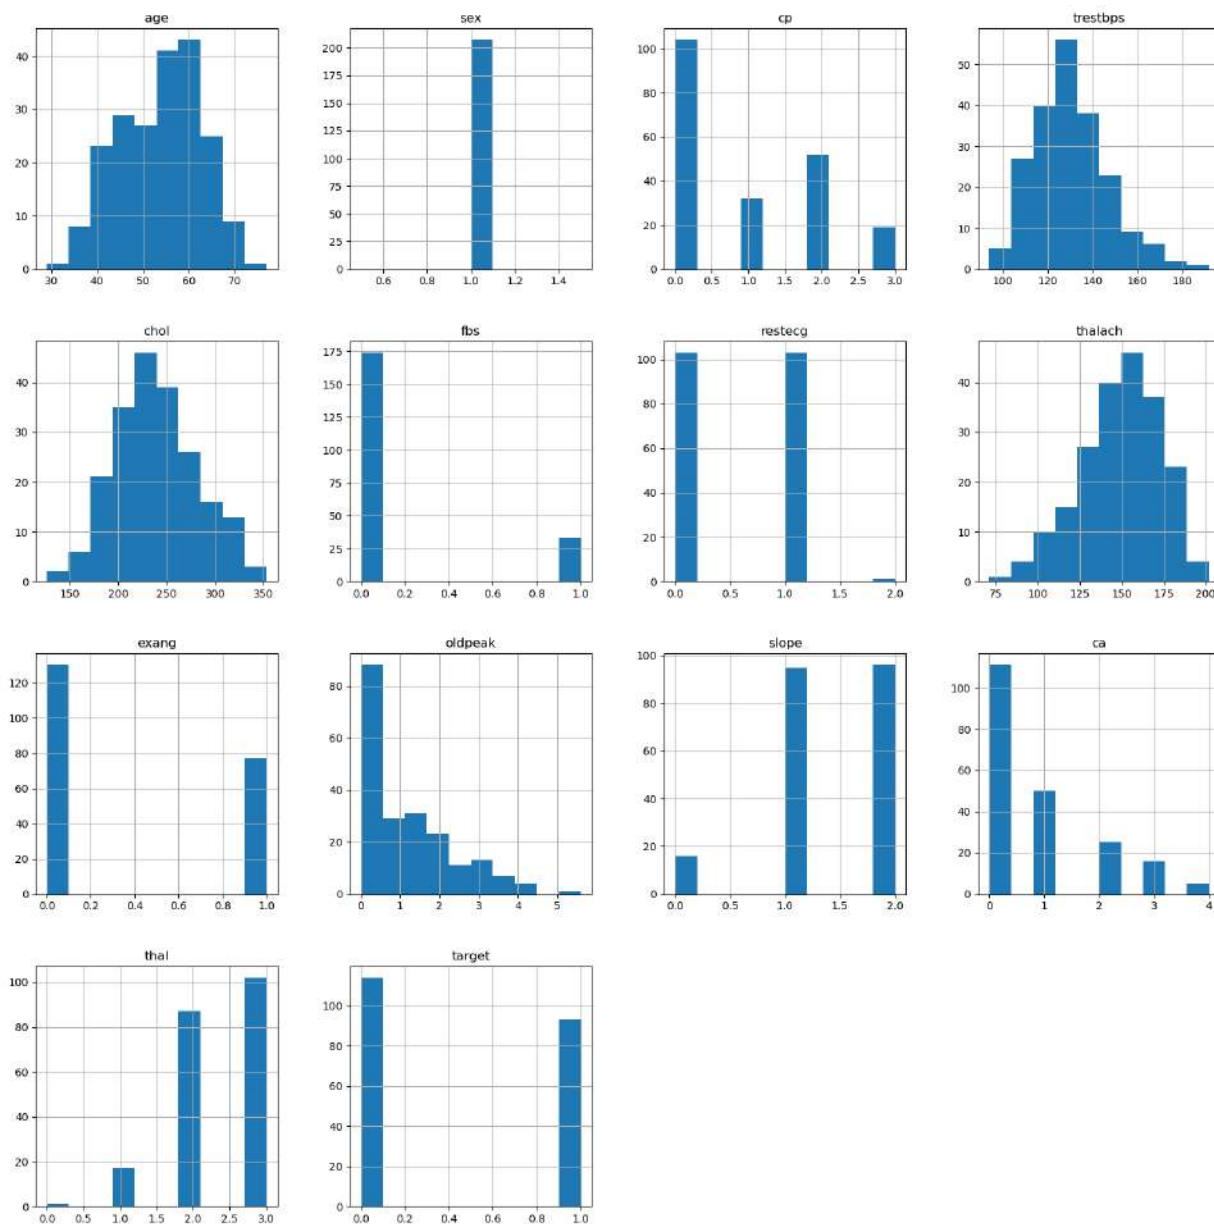 age sex cp trestbps
40 30 20 10 0
30 40 50 60 70
200 175 150 125 100 75 50 25 0
0.6 0.8 1.0 1.2 1.4
100 80 60 40 20 0
0.0 0.5 1.0 1.5 2.0 2.5 3.0
50 40 30 20 10 0
100 120 140 160 180
chol fbs restecg thalach
40 30 20 10 0
150 200 250 300 350
175 150 125 100 75 50 25 0
0.0 0.2 0.4 0.6 0.8 1.0
100 80 60 40 20 0
0.0 0.5 1.0 1.5 2.0
40 30 20 10 0
75 100 125 150 175 200
exang oldpeak slope ca
120 100 80 60 40 20 0
0.0 0.2 0.4 0.6 0.8 1.0
80 60 40 20 0
0 1 2 3 4 5
100 80 60 40 20 0
0.0 0.5 1.0 1.5 2.0
100 80 60 40 20 0
0 1 2 3 4
thal target
100 80 60 40 20 0
0.0 0.5 1.0 1.5 2.0 2.5 3.0
100 80 60 40 20 0
0.0 0.2 0.4 0.6 0.8 1.0